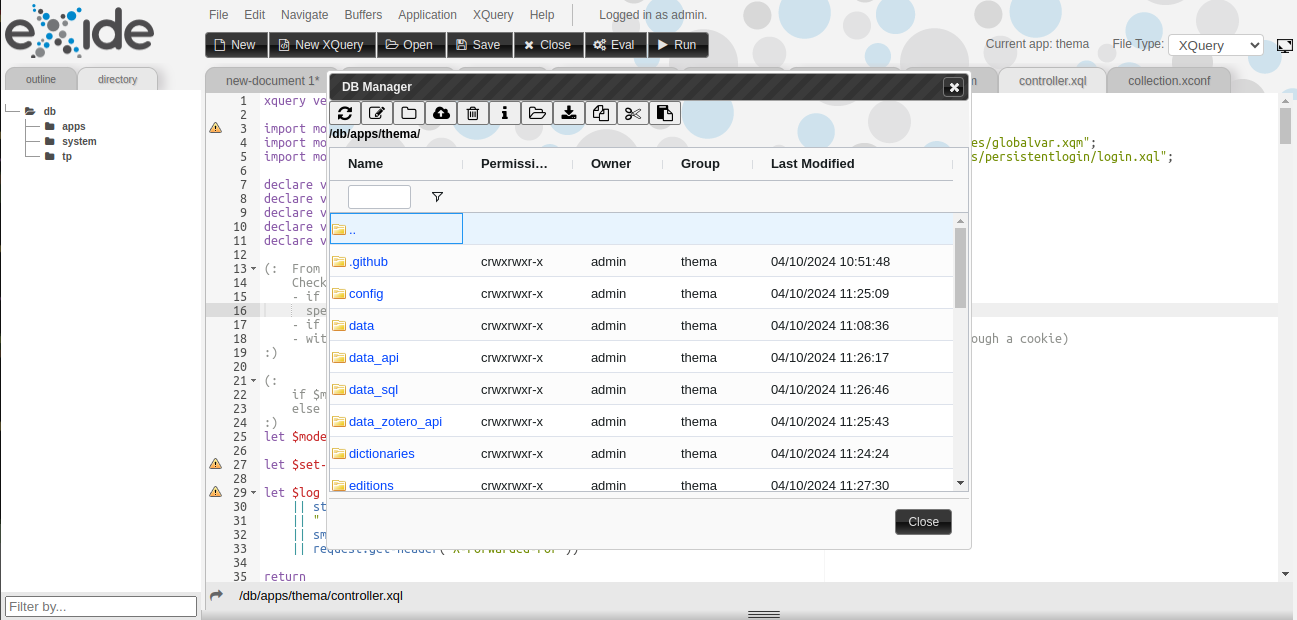 eXide
File Edit Navigate Buffers Application XQuery Help Logged in as admin.
New New XQuery Open Save Close Eval Run Current app: thema File Type: XQuery
outline directory new-document 1* controller.xql collection.xconf
DB Manager
/db/apps/thema/
db
apps
system
tp
Name Permissi... Owner Group Last Modified
..
.github crwxrwxr-x admin thema 04/10/2024 10:51:48
config crwxrwxr-x admin thema 04/10/2024 11:25:09
data crwxrwxr-x admin thema 04/10/2024 11:08:36
data_api crwxrwxr-x admin thema 04/10/2024 11:26:17
data_sql crwxrwxr-x admin thema 04/10/2024 11:26:46
data_zotero_api crwxrwxr-x admin thema 04/10/2024 11:25:43
dictionaries crwxrwxr-x admin thema 04/10/2024 11:24:24
editions crwxrwxr-x admin thema 04/10/2024 11:27:30
Close
1 xquery ve
2
3 import mo
4 import mo es/globalvar.xqm";
5 import mo s/persistentlogin/login.xql";
6
7 declare v
8 declare v
9 declare v
10 declare v
11 declare v
12
13 (: From
14 Check
15 - if
16 spe
17 - if
18 - wit ough a cookie)
19 :)
20
21 (:
22 if $m
23 else
24 :)
25 let $mode
26
27 let $set-
28
29 let $log
30 || st
31 || "
32 || sm
33 || request:get-header("X-Forwarded-For"))
34
35 return
Filter by...
/db/apps/thema/controller.xql